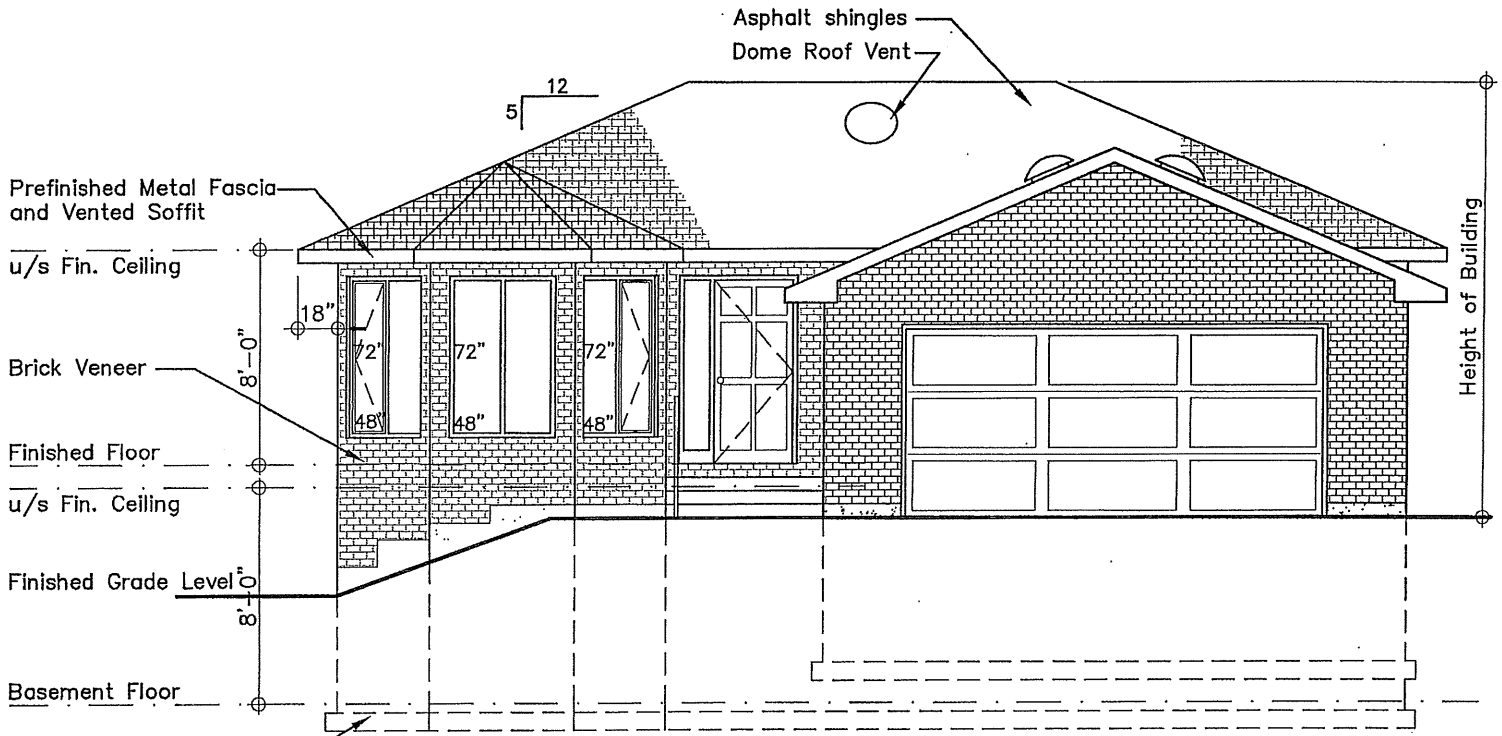 Asphalt shingles
Dome Roof Vent
12
5
Prefinished Metal Fascia
and Vented Soffit
u/s Fin. Ceiling
18"
8'-0"
72"
72"
72"
Brick Veneer
48"
48"
48"
Height of Building
Finished Floor
u/s Fin. Ceiling
Finished Grade Level
8'-0"
Basement Floor